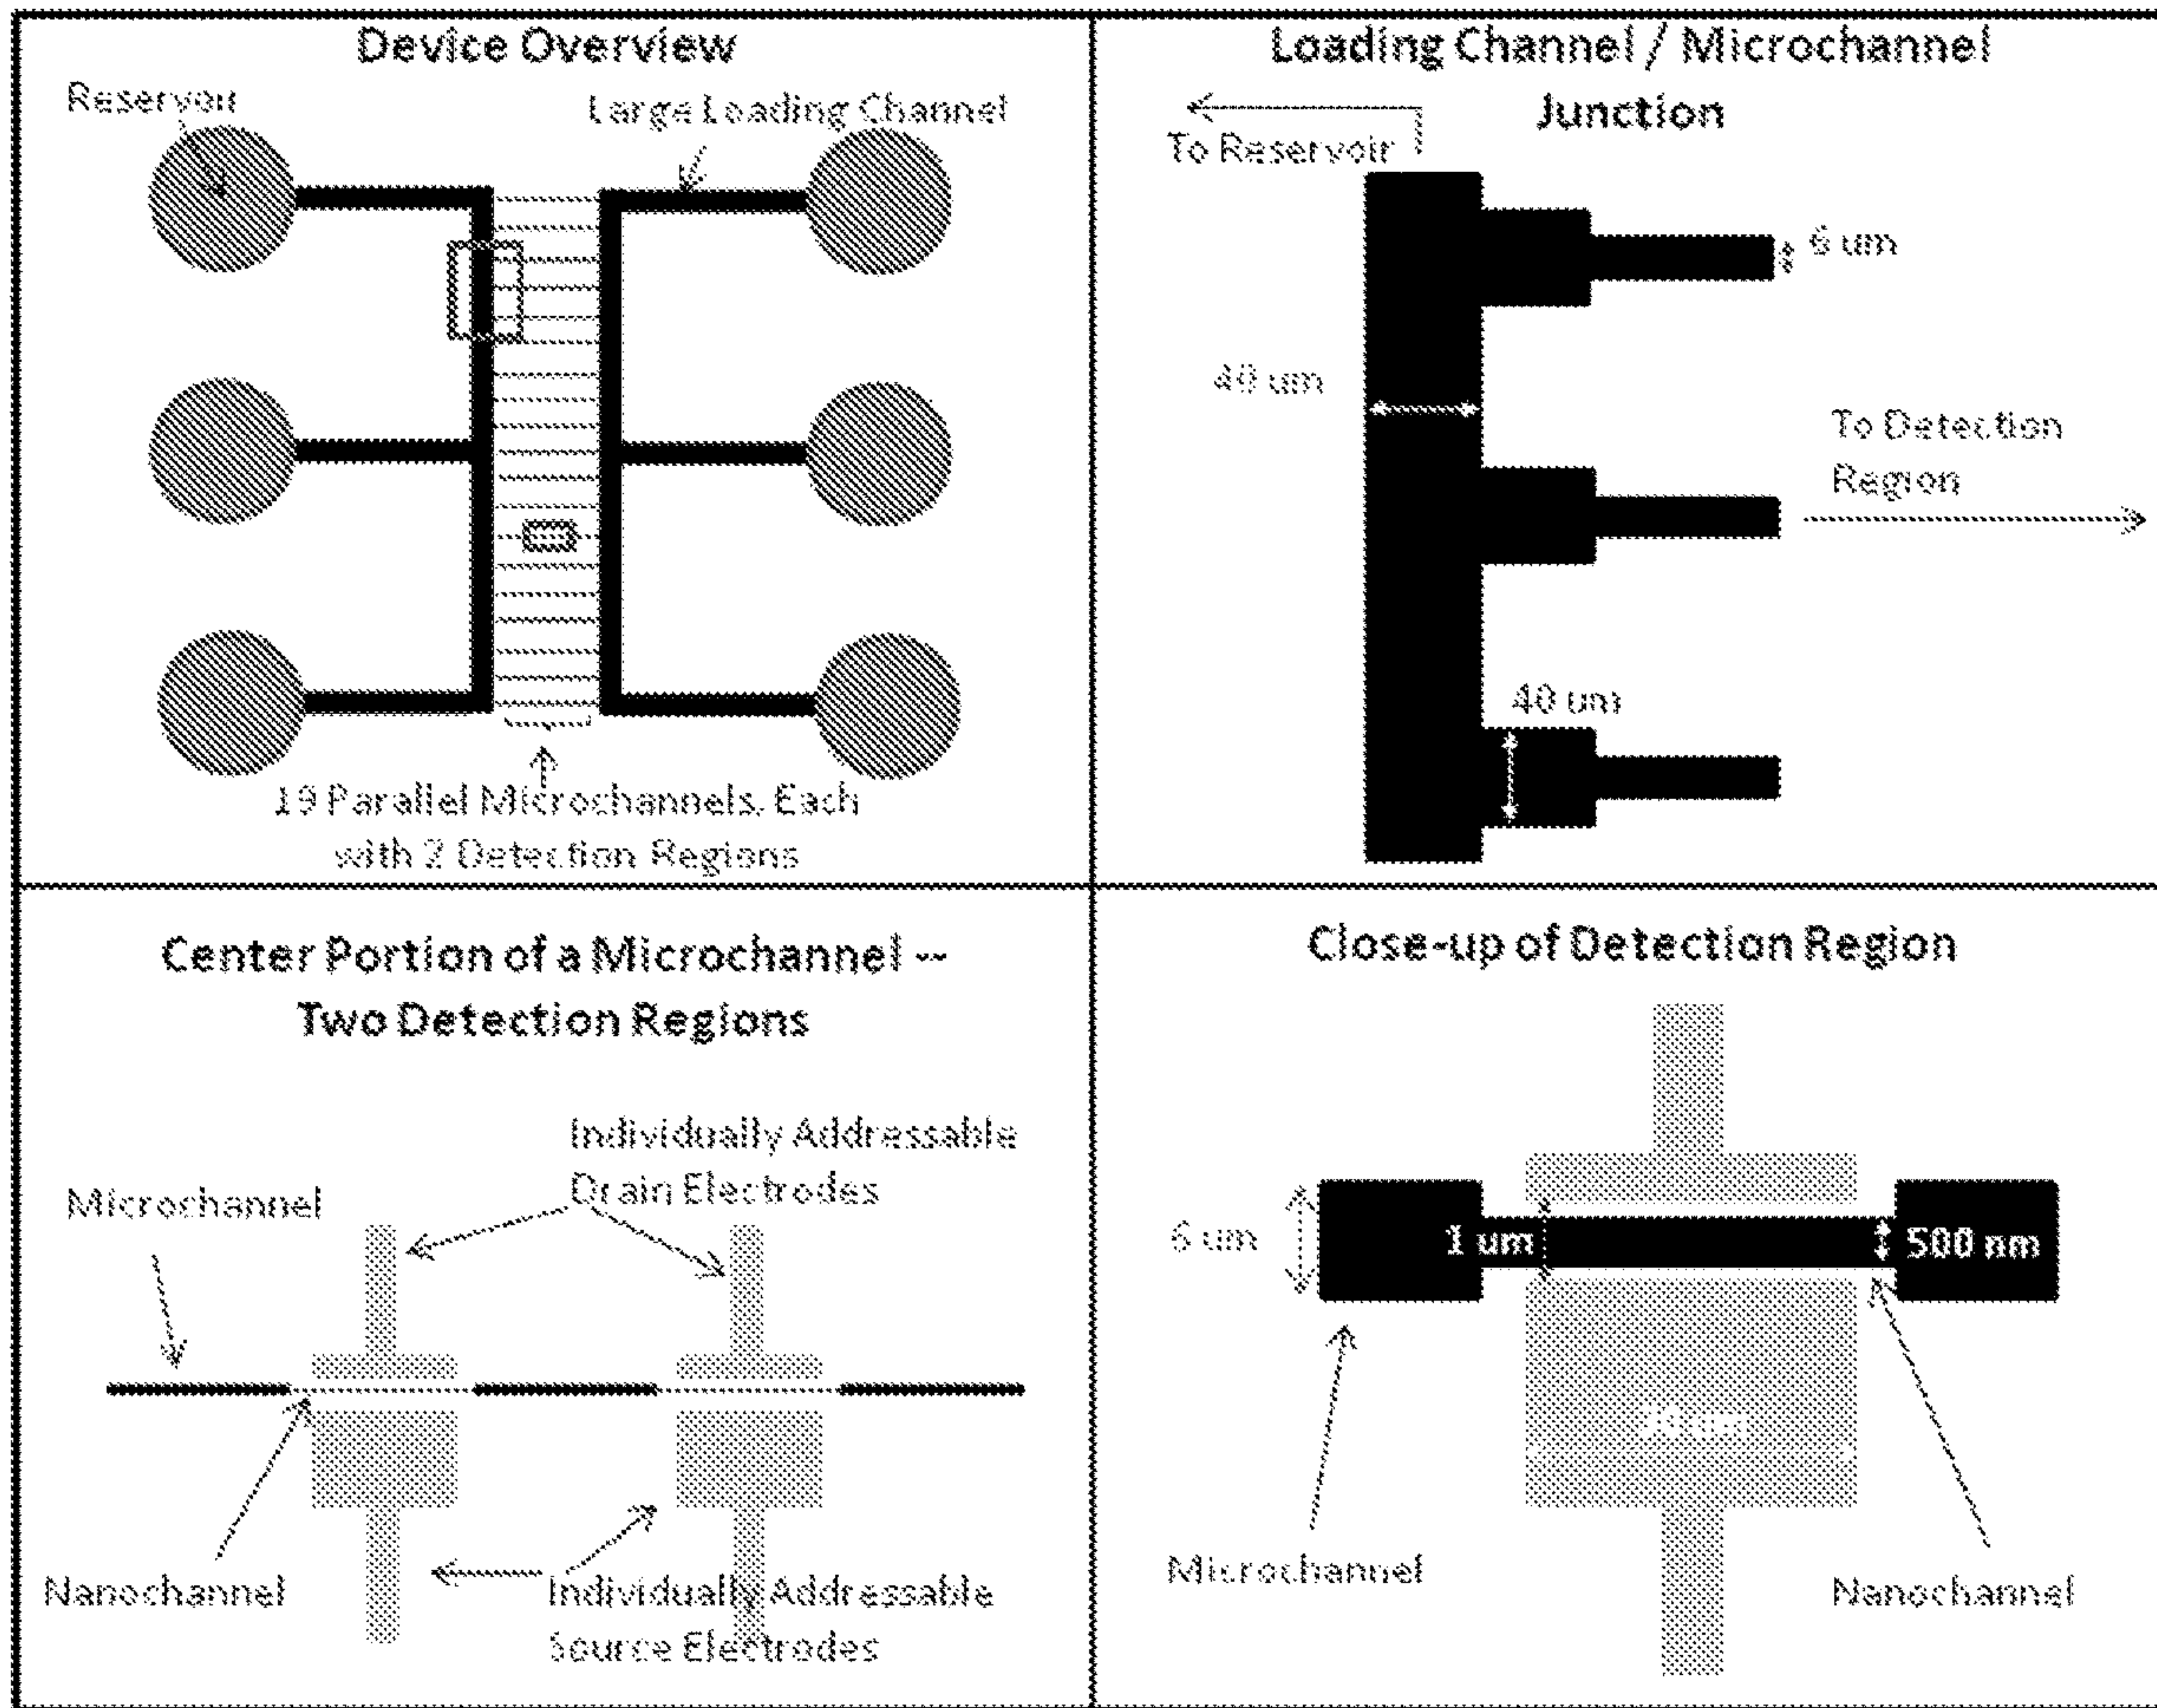 Device Overview
Reservoir
Large Loading Channel
19 Parallel Microchannels, Each
with 2 Detection Regions
Loading Channel / Microchannel
Junction
To Reservoir
6 um
40 um
To Detection
Region
40 um
Center Portion of a Microchannel --
Two Detection Regions
Individually Addressable
Drain Electrodes
Microchannel
Nanochannel
Individually Addressable
Source Electrodes
Close-up of Detection Region
6 um
1 um
500 nm
um
Microchannel
Nanochannel